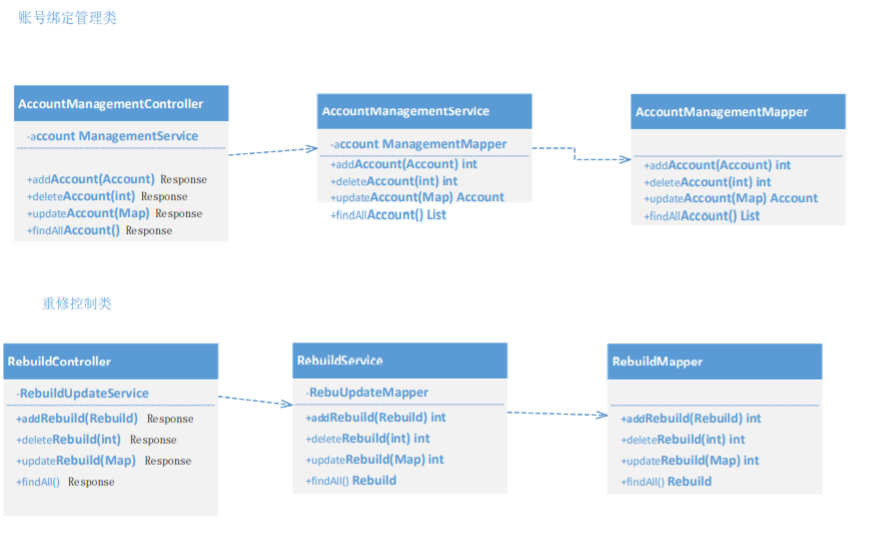 账号绑定管理类
AccountManagementController
-account ManagementService
+addAccount(Account) Response
+deleteAccount(int) Response
+updateAccount(Map) Response
+findAllAccount() Response
AccountManagementService
-account ManagementMapper
+addAccount(Account) int
+deleteAccount(int) int
+updateAccount(Map) Account
+findAllAccount() List
AccountManagementMapper
+addAccount(Account) int
+deleteAccount(int) int
+updateAccount(Map) Account
+findAllAccount() List
重修控制类
RebuildController
-RebuildUpdateService
+addRebuild(Rebuild) Response
+deleteRebuild(int) Response
+updateRebuild(Map) Response
+findAll() Response
RebuildService
-RebuUpdateMapper
+addRebuild(Rebuild) int
+deleteRebuild(int) int
+updateRebuild(Map) int
+findAll() Rebuild
RebuildMapper
+addRebuild(Rebuild) int
+deleteRebuild(int) int
+updateRebuild(Map) int
+findAll() Rebuild